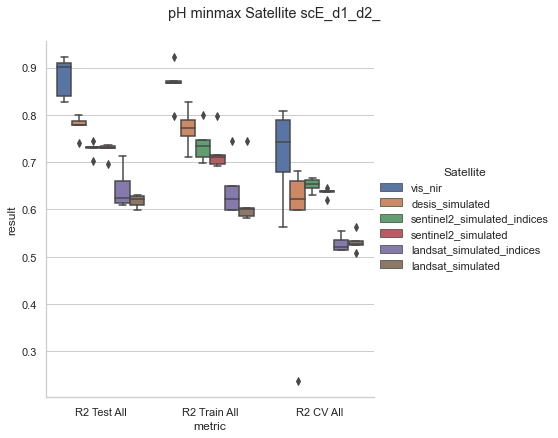 pH minmax Satellite scE_d1_d2_
0.9
0.8
0.7
0.6
0.5
0.4
0.3
result
R2 Test All
R2 Train All
R2 CV All
metric
Satellite
vis_nir
desis_simulated
sentinel2_simulated_indices
sentinel2_simulated
landsat_simulated_indices
landsat_simulated